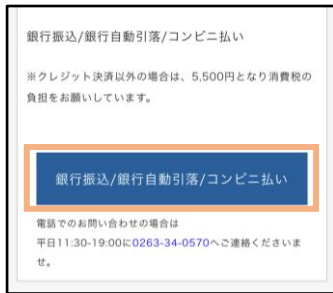 銀行振込/銀行自動引落/コンビニ払い
※クレジット決済以外の場合は、5,500円となり消費税の
負担をお願いしています。
銀行振込/銀行自動引落/コンビニ払い
電話でのお問い合わせの場合は
平日11:30-19:00に0263-34-0570へご連絡くださいま
せ。